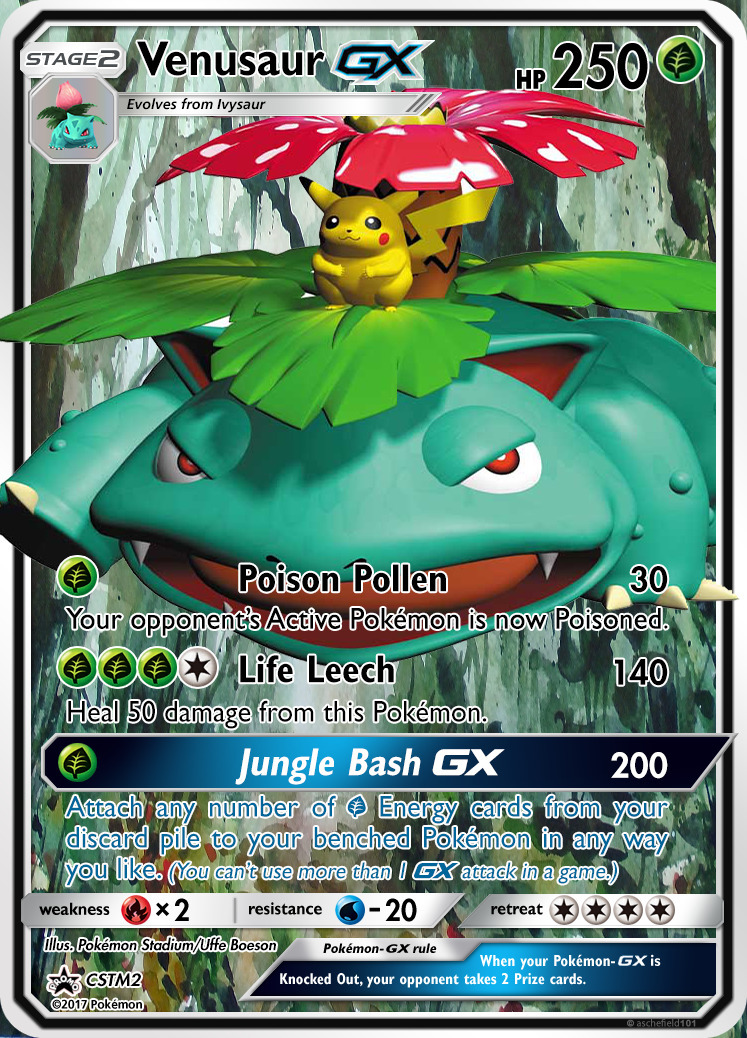 STAGE2 Venusaur GX HP 250
Evolves from Ivysaur
Poison Pollen 30
Your opponent's Active Pokémon is now Poisoned.
Life Leech 140
Heal 50 damage from this Pokémon.
Jungle Bash GX 200
Attach any number of Energy cards from your
discard pile to your benched Pokémon in any way
you like. (You can't use more than 1 GX attack in a game.)
weakness ×2 resistance -20 retreat
Illus. Pokémon Stadium/Uffe Boeson
Pokémon-GX rule
When your Pokémon-GX is
Knocked Out, your opponent takes 2 Prize cards.
PROMO CSTM2
©2017 Pokémon
© aschefield101